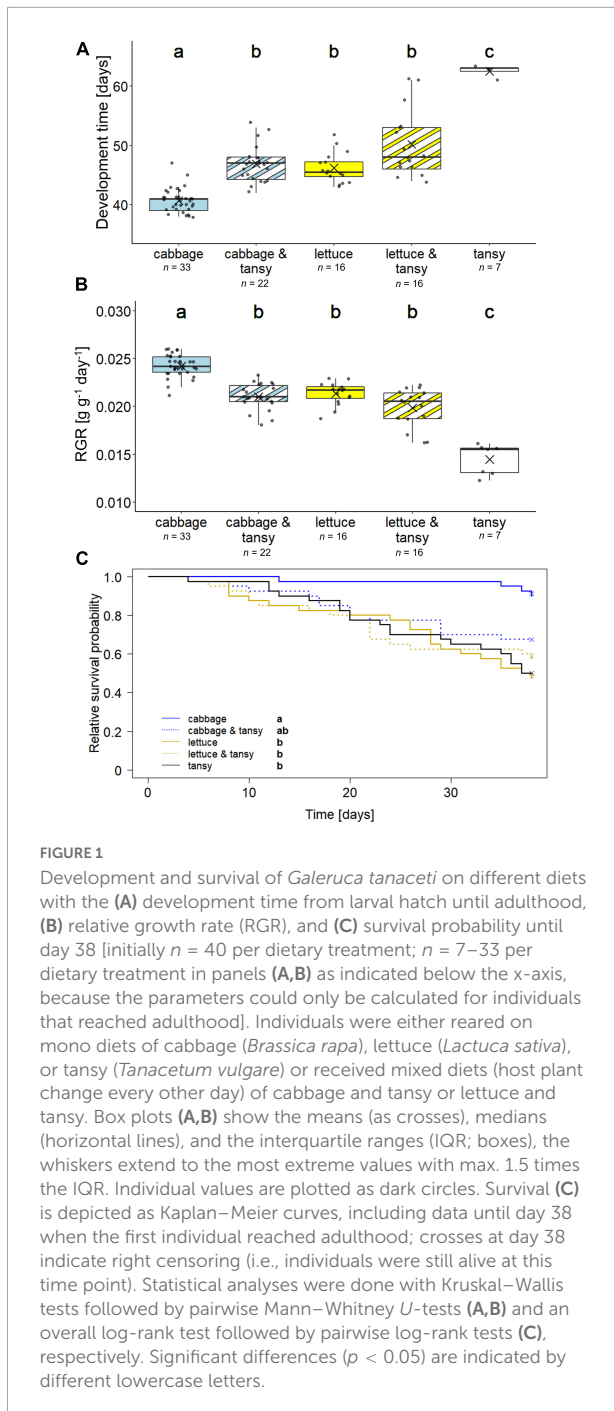 A
a b b b c
Development time [days]
60
50
40
cabbage
n = 33
cabbage &
tansy
n = 22
lettuce
n = 16
lettuce &
tansy
n = 16
tansy
n = 7
B
a b b b c
RGR [g g⁻¹ day⁻¹]
0.030
0.025
0.020
0.015
0.010
cabbage
n = 33
cabbage &
tansy
n = 22
lettuce
n = 16
lettuce &
tansy
n = 16
tansy
n = 7
C
Relative survival probability
1.0
0.8
0.6
0.4
0.2
0
cabbage a
cabbage & tansy ab
lettuce b
lettuce & tansy b
tansy b
0 10 20 30
Time [days]
FIGURE 1
Development and survival of Galeruca tanaceti on different diets
with the (A) development time from larval hatch until adulthood,
(B) relative growth rate (RGR), and (C) survival probability until
day 38 [initially n = 40 per dietary treatment; n = 7–33 per
dietary treatment in panels (A,B) as indicated below the x-axis,
because the parameters could only be calculated for individuals
that reached adulthood]. Individuals were either reared on
mono diets of cabbage (Brassica rapa), lettuce (Lactuca sativa),
or tansy (Tanacetum vulgare) or received mixed diets (host plant
change every other day) of cabbage and tansy or lettuce and
tansy. Box plots (A,B) show the means (as crosses), medians
(horizontal lines), and the interquartile ranges (IQR; boxes), the
whiskers extend to the most extreme values with max. 1.5 times
the IQR. Individual values are plotted as dark circles. Survival (C)
is depicted as Kaplan–Meier curves, including data until day 38
when the first individual reached adulthood; crosses at day 38
indicate right censoring (i.e., individuals were still alive at this
time point). Statistical analyses were done with Kruskal–Wallis
tests followed by pairwise Mann–Whitney U-tests (A,B) and an
overall log-rank test followed by pairwise log-rank tests (C),
respectively. Significant differences (p < 0.05) are indicated by
different lowercase letters.